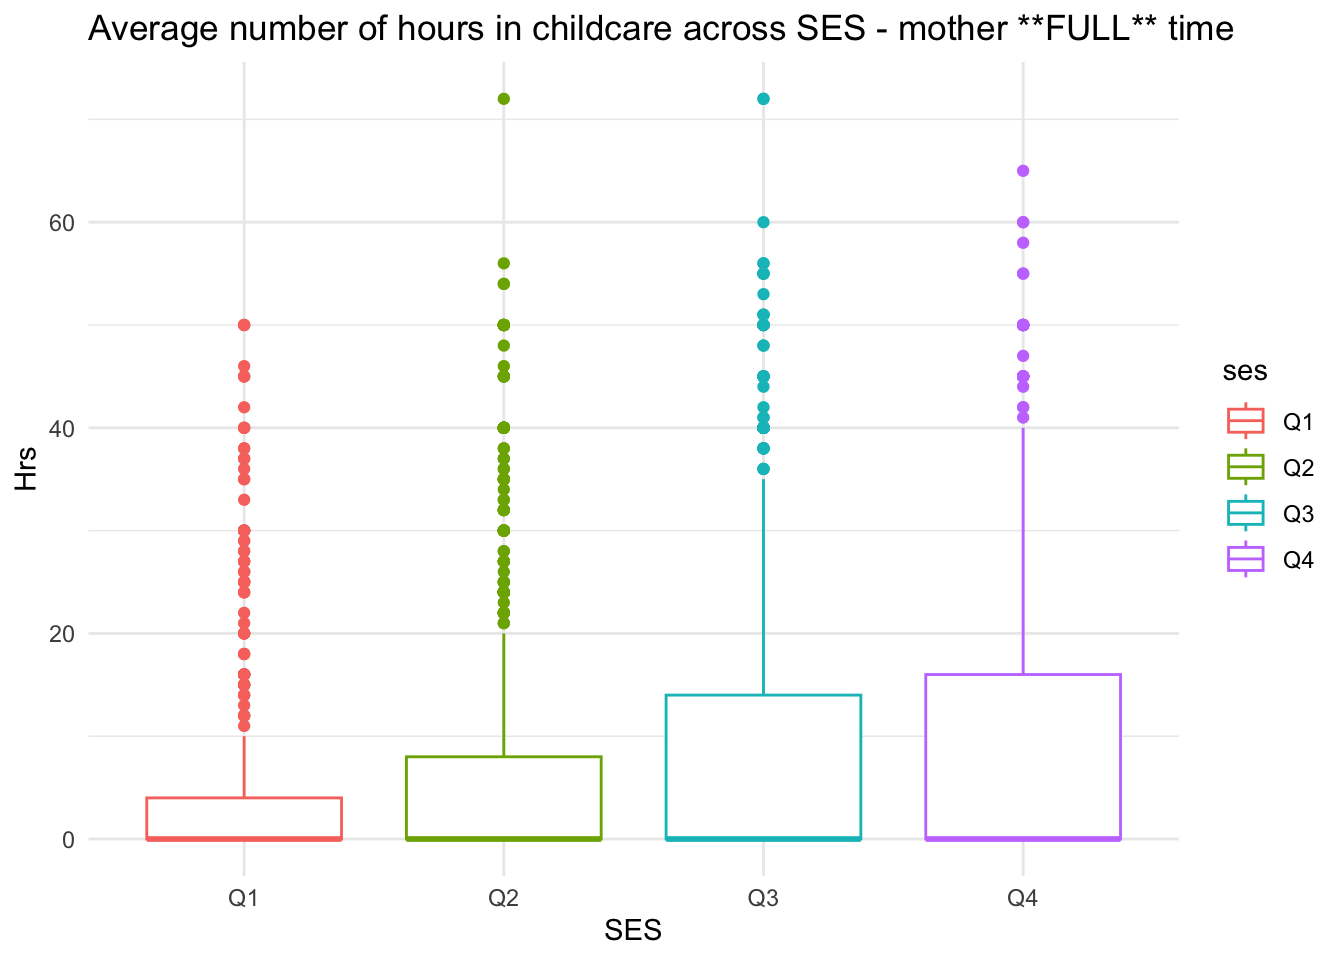 Average number of hours in childcare across SES - mother **FULL** time
60
40
20
0
Hrs
Q1
Q2
Q3
Q4
SES
ses
Q1
Q2
Q3
Q4